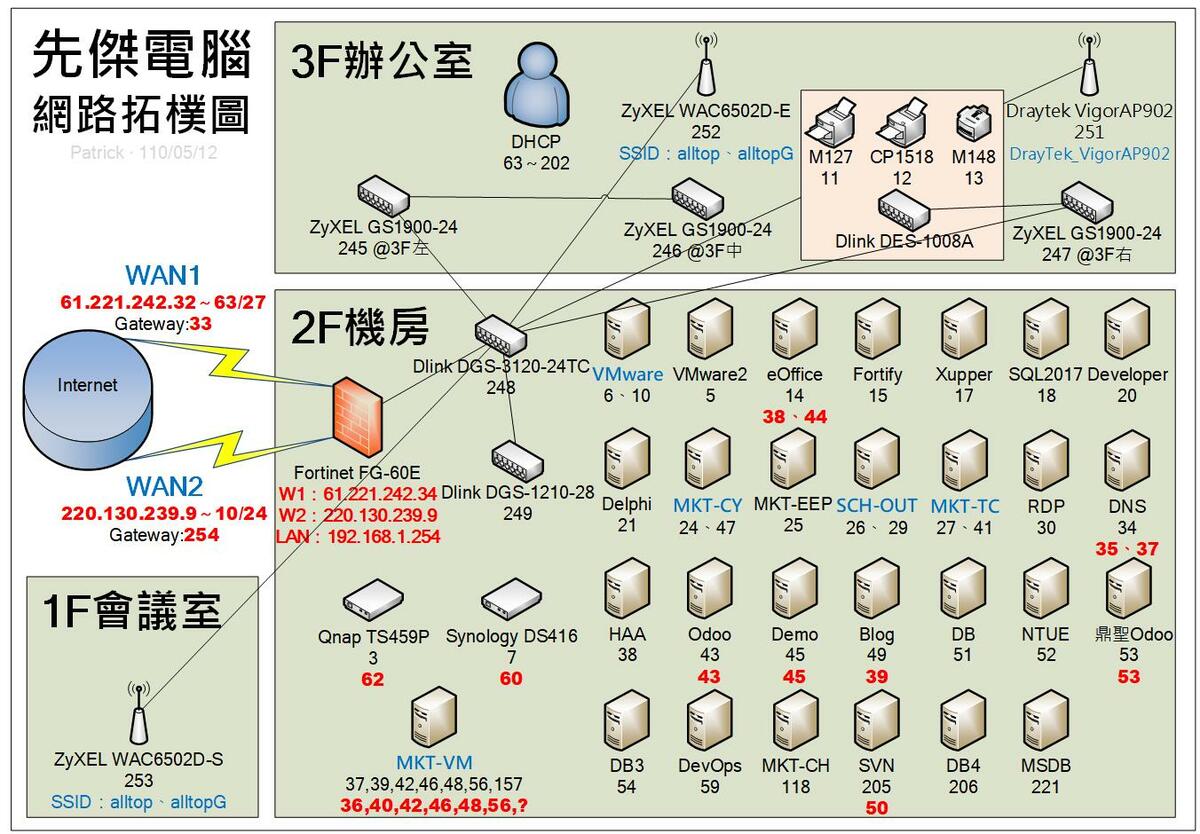 先傑電腦
網路拓樸圖
Patrick · 110/05/12
3F辦公室
DHCP
63～202
ZyXEL WAC6502D-E
252
SSID：alltop、alltopG
M127
11
CP1518
12
M148
13
Dlink DES-1008A
Draytek VigorAP902
251
DrayTek_VigorAP902
ZyXEL GS1900-24
245 @3F左
ZyXEL GS1900-24
246 @3F中
ZyXEL GS1900-24
247 @3F右
WAN1
61.221.242.32～63/27
Gateway:33
Internet
WAN2
220.130.239.9～10/24
Gateway:254
2F機房
Dlink DGS-3120-24TC
248
Fortinet FG-60E
W1：61.221.242.34
W2：220.130.239.9
LAN：192.168.1.254
Dlink DGS-1210-28
249
VMware
6、10
VMware2
5
eOffice
14
38、44
Fortify
15
Xupper
17
SQL2017
18
Developer
20
Delphi
21
MKT-CY
24、47
MKT-EEP
25
SCH-OUT
26、29
MKT-TC
27、41
RDP
30
DNS
34
35、37
Qnap TS459P
3
62
Synology DS416
7
60
HAA
38
Odoo
43
43
Demo
45
45
Blog
49
39
DB
51
NTUE
52
鼎聖Odoo
53
53
MKT-VM
37,39,42,46,48,56,157
36,40,42,46,48,56,?
DB3
54
DevOps
59
MKT-CH
118
SVN
205
50
DB4
206
MSDB
221
1F會議室
ZyXEL WAC6502D-S
253
SSID：alltop、alltopG